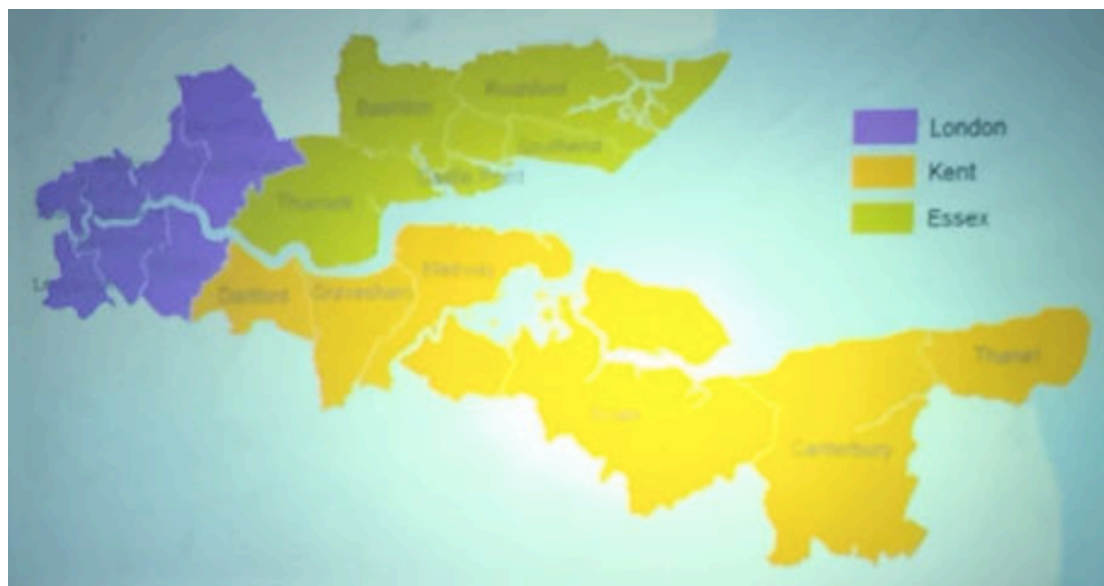 London
Kent
Essex
Basildon
Rochford
Southend
Castle Point
Thurrock
Medway
Dartford
Gravesham
Swale
Canterbury
Thanet